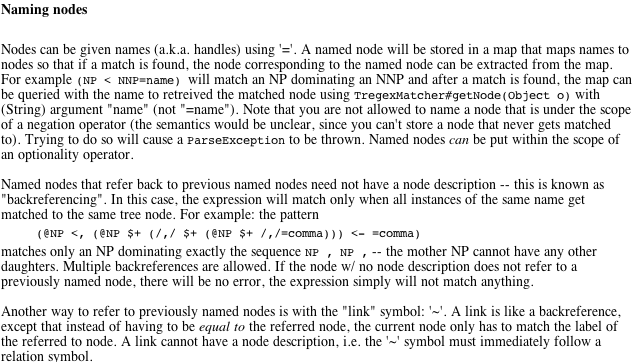 Naming nodes
Nodes can be given names (a.k.a. handles) using '='. A named node will be stored in a map that maps names to
nodes so that if a match is found, the node corresponding to the named node can be extracted from the map.
For example (NP < NNP=name) will match an NP dominating an NNP and after a match is found, the map can
be queried with the name to retreived the matched node using TregexMatcher#getNode(Object o) with
(String) argument "name" (not "=name"). Note that you are not allowed to name a node that is under the scope
of a negation operator (the semantics would be unclear, since you can't store a node that never gets matched
to). Trying to do so will cause a ParseException to be thrown. Named nodes can be put within the scope of
an optionality operator.
Named nodes that refer back to previous named nodes need not have a node description -- this is known as
"backreferencing". In this case, the expression will match only when all instances of the same name get
matched to the same tree node. For example: the pattern
(@NP <, (@NP $+ (/,/ $+ (@NP $+ /,/=comma))) <- =comma)
matches only an NP dominating exactly the sequence NP , NP , -- the mother NP cannot have any other
daughters. Multiple backreferences are allowed. If the node w/ no node description does not refer to a
previously named node, there will be no error, the expression simply will not match anything.
Another way to refer to previously named nodes is with the "link" symbol: '~'. A link is like a backreference,
except that instead of having to be equal to the referred node, the current node only has to match the label of
the referred to node. A link cannot have a node description, i.e. the '~' symbol must immediately follow a
relation symbol.